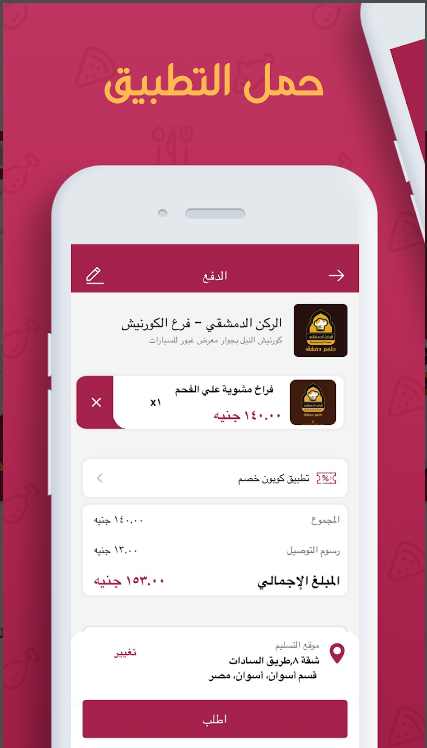 حمل التطبيق
الدفع
الركن الدمشقي - فرع الكورنيش
كورنيش النيل بجوار معرض غبور للسيارات
فراخ مشوية علي الفحم
x١
١٤٠.٠٠ جنيه
تطبيق كوبون خصم
المجموع ١٤٠.٠٠ جنيه
رسوم التوصيل ١٣.٠٠ جنيه
المبلغ الإجمالي ١٥٣.٠٠ جنيه
موقع التسليم
تغيير
شقة ٨,طريق السادات
قسم أسوان، أسوان، مصر
اطلب